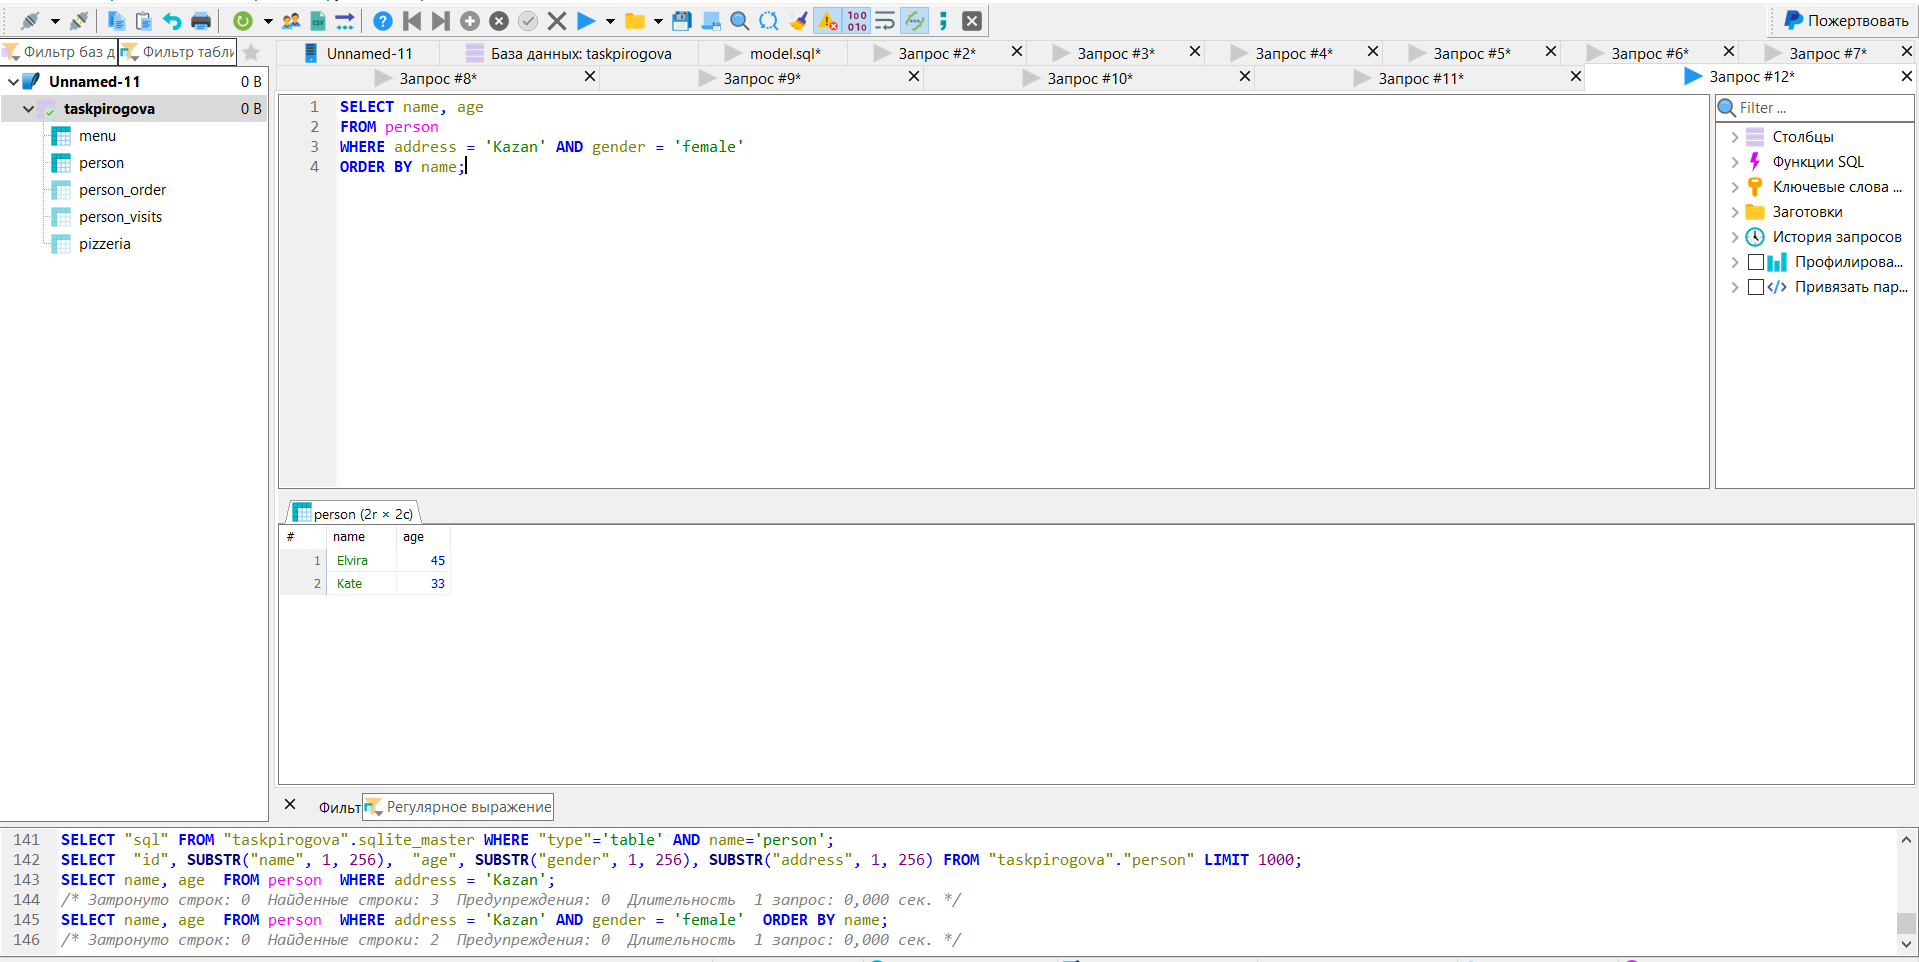 Пожертвовать
Фильтр баз д
Фильтр табли
Unnamed-11
База данных: taskpirogova
model.sql*
Запрос #2*
Запрос #3*
Запрос #4*
Запрос #5*
Запрос #6*
Запрос #7*
Запрос #8*
Запрос #9*
Запрос #10*
Запрос #11*
Запрос #12*
Unnamed-11 0 B
taskpirogova 0 B
menu
person
person_order
person_visits
pizzeria
1 SELECT name, age
2 FROM person
3 WHERE address = 'Kazan' AND gender = 'female'
4 ORDER BY name;
Filter ...
Столбцы
Функции SQL
Ключевые слова ...
Заготовки
История запросов
Профилирова...
Привязать пар...
person (2r × 2c)
# name age
1 Elvira 45
2 Kate 33
Фильт
Регулярное выражение
141 SELECT "sql" FROM "taskpirogova".sqlite_master WHERE "type"='table' AND name='person';
142 SELECT "id", SUBSTR("name", 1, 256), "age", SUBSTR("gender", 1, 256), SUBSTR("address", 1, 256) FROM "taskpirogova"."person" LIMIT 1000;
143 SELECT name, age FROM person WHERE address = 'Kazan';
144 /* Затронуто строк: 0 Найденные строки: 3 Предупреждения: 0 Длительность 1 запрос: 0,000 сек. */
145 SELECT name, age FROM person WHERE address = 'Kazan' AND gender = 'female' ORDER BY name;
146 /* Затронуто строк: 0 Найденные строки: 2 Предупреждения: 0 Длительность 1 запрос: 0,000 сек. */